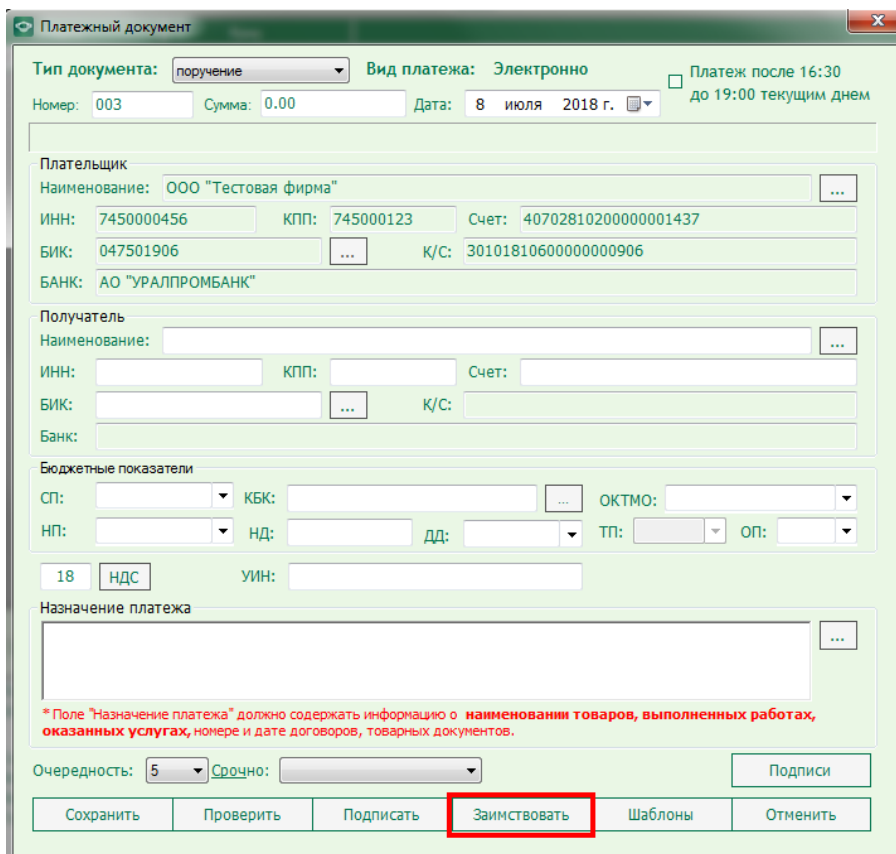 Платежный документ
Тип документа: поручение Вид платежа: Электронно Платеж после 16:30
до 19:00 текущим днем
Номер: 003 Сумма: 0.00 Дата: 8 июля 2018 г.
Плательщик
Наименование: ООО "Тестовая фирма" ...
ИНН: 7450000456 КПП: 745000123 Счет: 40702810200000001437
БИК: 047501906 ... К/С: 30101810600000000906
БАНК: АО "УРАЛПРОМБАНК"
Получатель
Наименование: ...
ИНН: КПП: Счет:
БИК: ... К/С:
Банк:
Бюджетные показатели
СП: КБК: ... ОКТМО:
НП: НД: ДД: ТП: ОП:
18 НДС УИН:
Назначение платежа
...
* Поле "Назначение платежа" должно содержать информацию о наименовании товаров, выполненных работах,
оказанных услугах, номере и дате договоров, товарных документов.
Очередность: 5 Срочно: Подписи
Сохранить Проверить Подписать Заимствовать Шаблоны Отменить